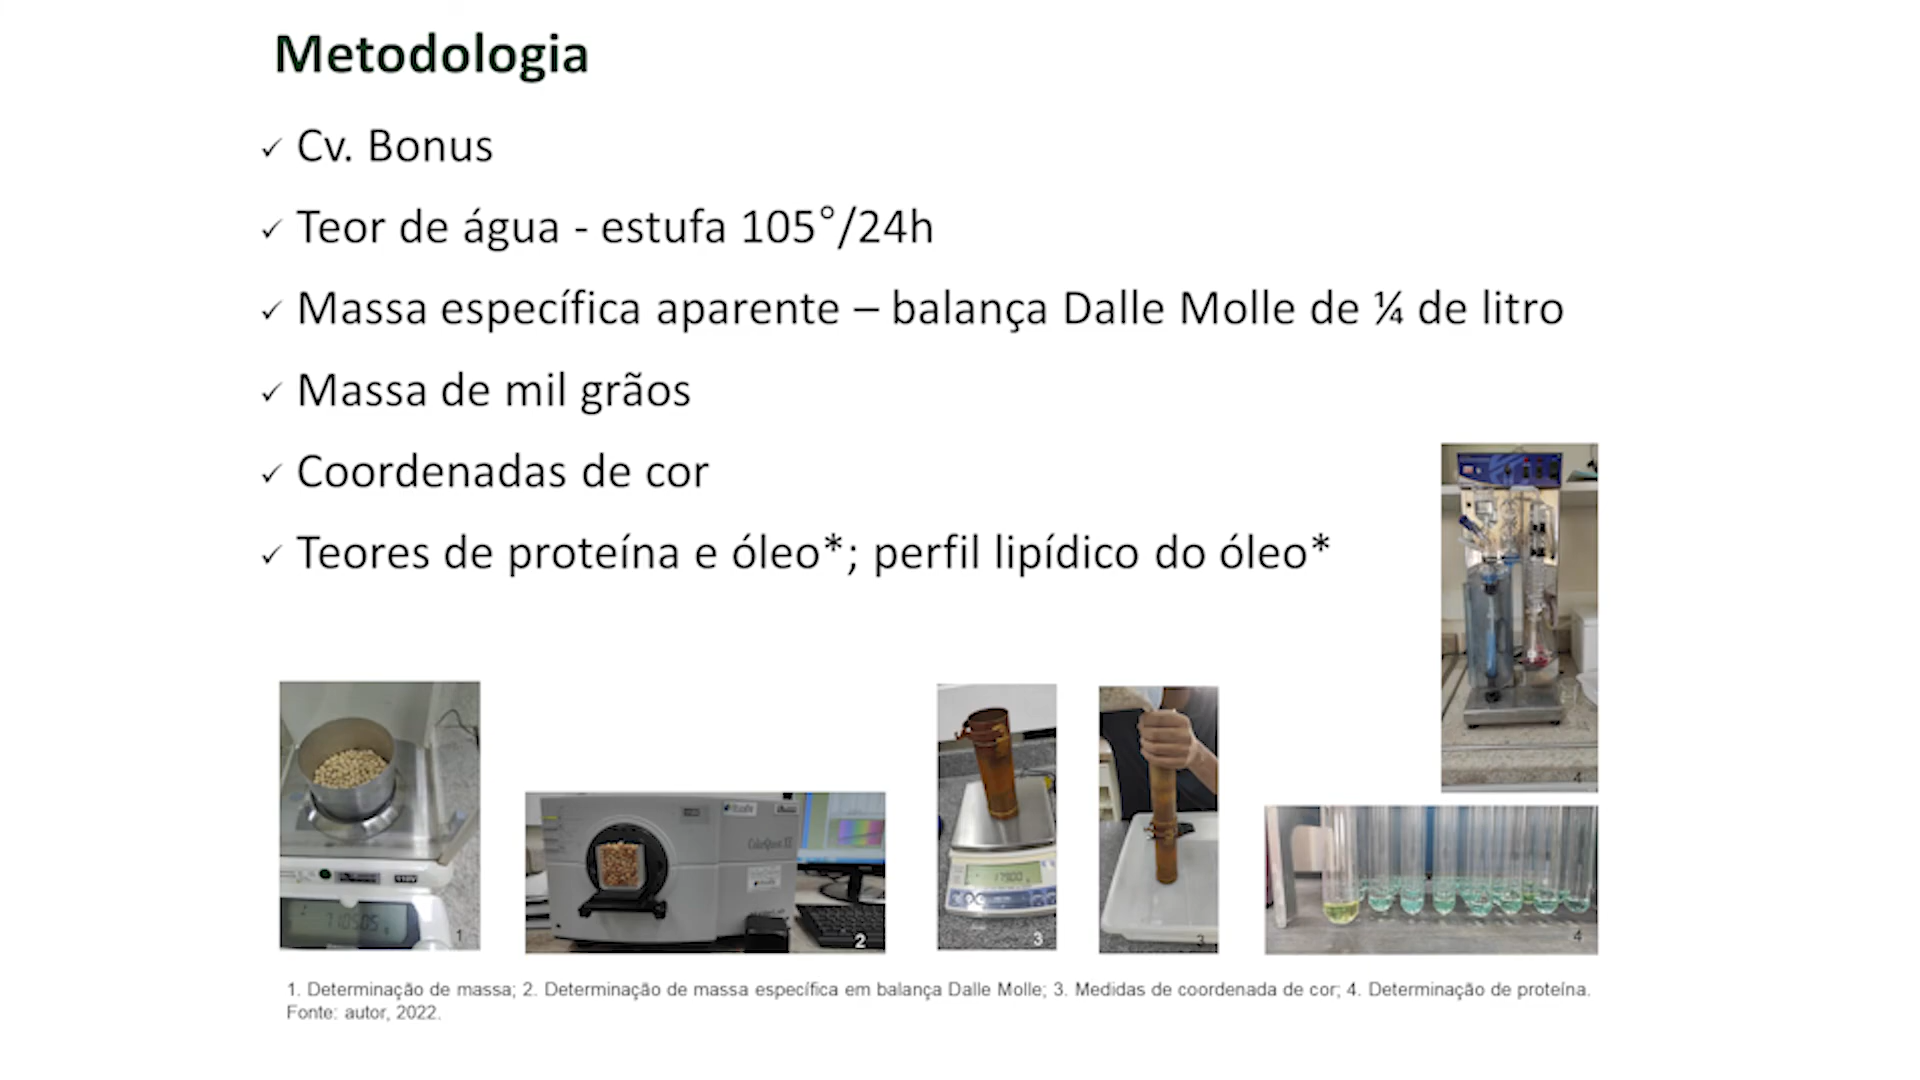 Metodologia
✓ Cv. Bonus
✓ Teor de água - estufa 105°/24h
✓ Massa específica aparente – balança Dalle Molle de ¼ de litro
✓ Massa de mil grãos
✓ Coordenadas de cor
✓ Teores de proteína e óleo*; perfil lipídico do óleo*
4
110V
1
ColorQuest XE
2
3
3
4
1. Determinação de massa; 2. Determinação de massa específica em balança Dalle Molle; 3. Medidas de coordenada de cor; 4. Determinação de proteína.
Fonte: autor, 2022.